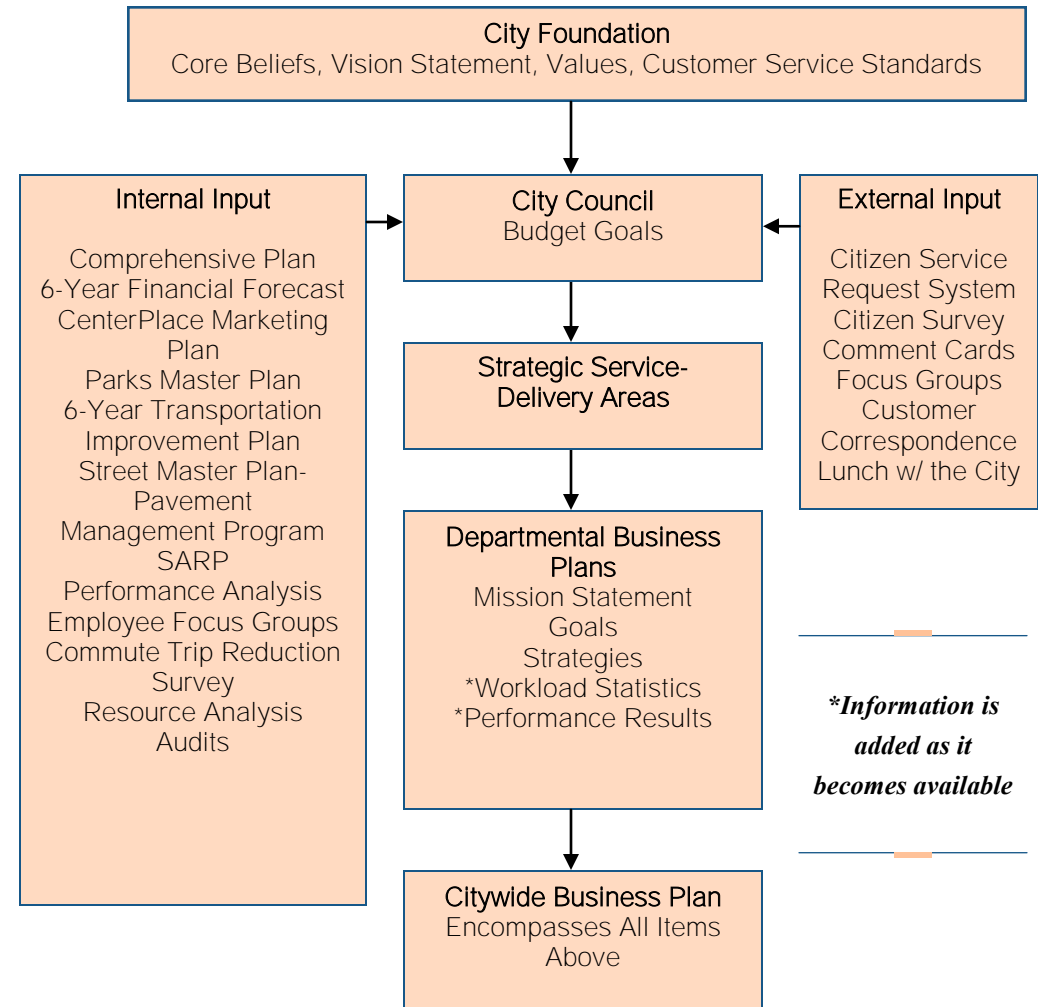 City Foundation
Core Beliefs, Vision Statement, Values, Customer Service Standards
Internal Input
Comprehensive Plan
6-Year Financial Forecast
CenterPlace Marketing
Plan
Parks Master Plan
6-Year Transportation
Improvement Plan
Street Master Plan-
Pavement
Management Program
SARP
Performance Analysis
Employee Focus Groups
Commute Trip Reduction
Survey
Resource Analysis
Audits
City Council
Budget Goals
External Input
Citizen Service
Request System
Citizen Survey
Comment Cards
Focus Groups
Customer
Correspondence
Lunch w/ the City
Strategic Service-
Delivery Areas
Departmental Business
Plans
Mission Statement
Goals
Strategies
*Workload Statistics
*Performance Results
*Information is
added as it
becomes available
Citywide Business Plan
Encompasses All Items
Above